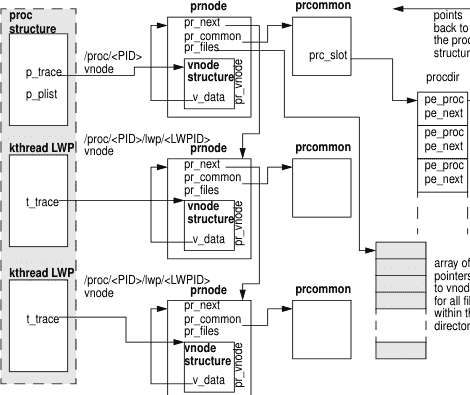 proc
structure
p_trace
p_plist
/proc/<PID>
vnode
prnode
pr_next
pr_common
pr_files
vnode
structure
v_data
pr_vnode
prcommon
prc_slot
points
back to
the proc
structur
procdir
pe_proc
pe_next
pe_proc
pe_next
pe_proc
pe_next
kthread LWP
t_trace
/proc/<PID>/lwp/<LWPID>
vnode
prnode
pr_next
pr_common
pr_files
vnode
structure
v_data
pr_vnode
prcommon
array of
pointers
to vnod
for all fil
within th
director
kthread LWP
t_trace
/proc/<PID>/lwp/<LWPID>
vnode
prnode
pr_next
pr_common
pr_files
vnode
structure
v_data
pr_vnode
prcommon